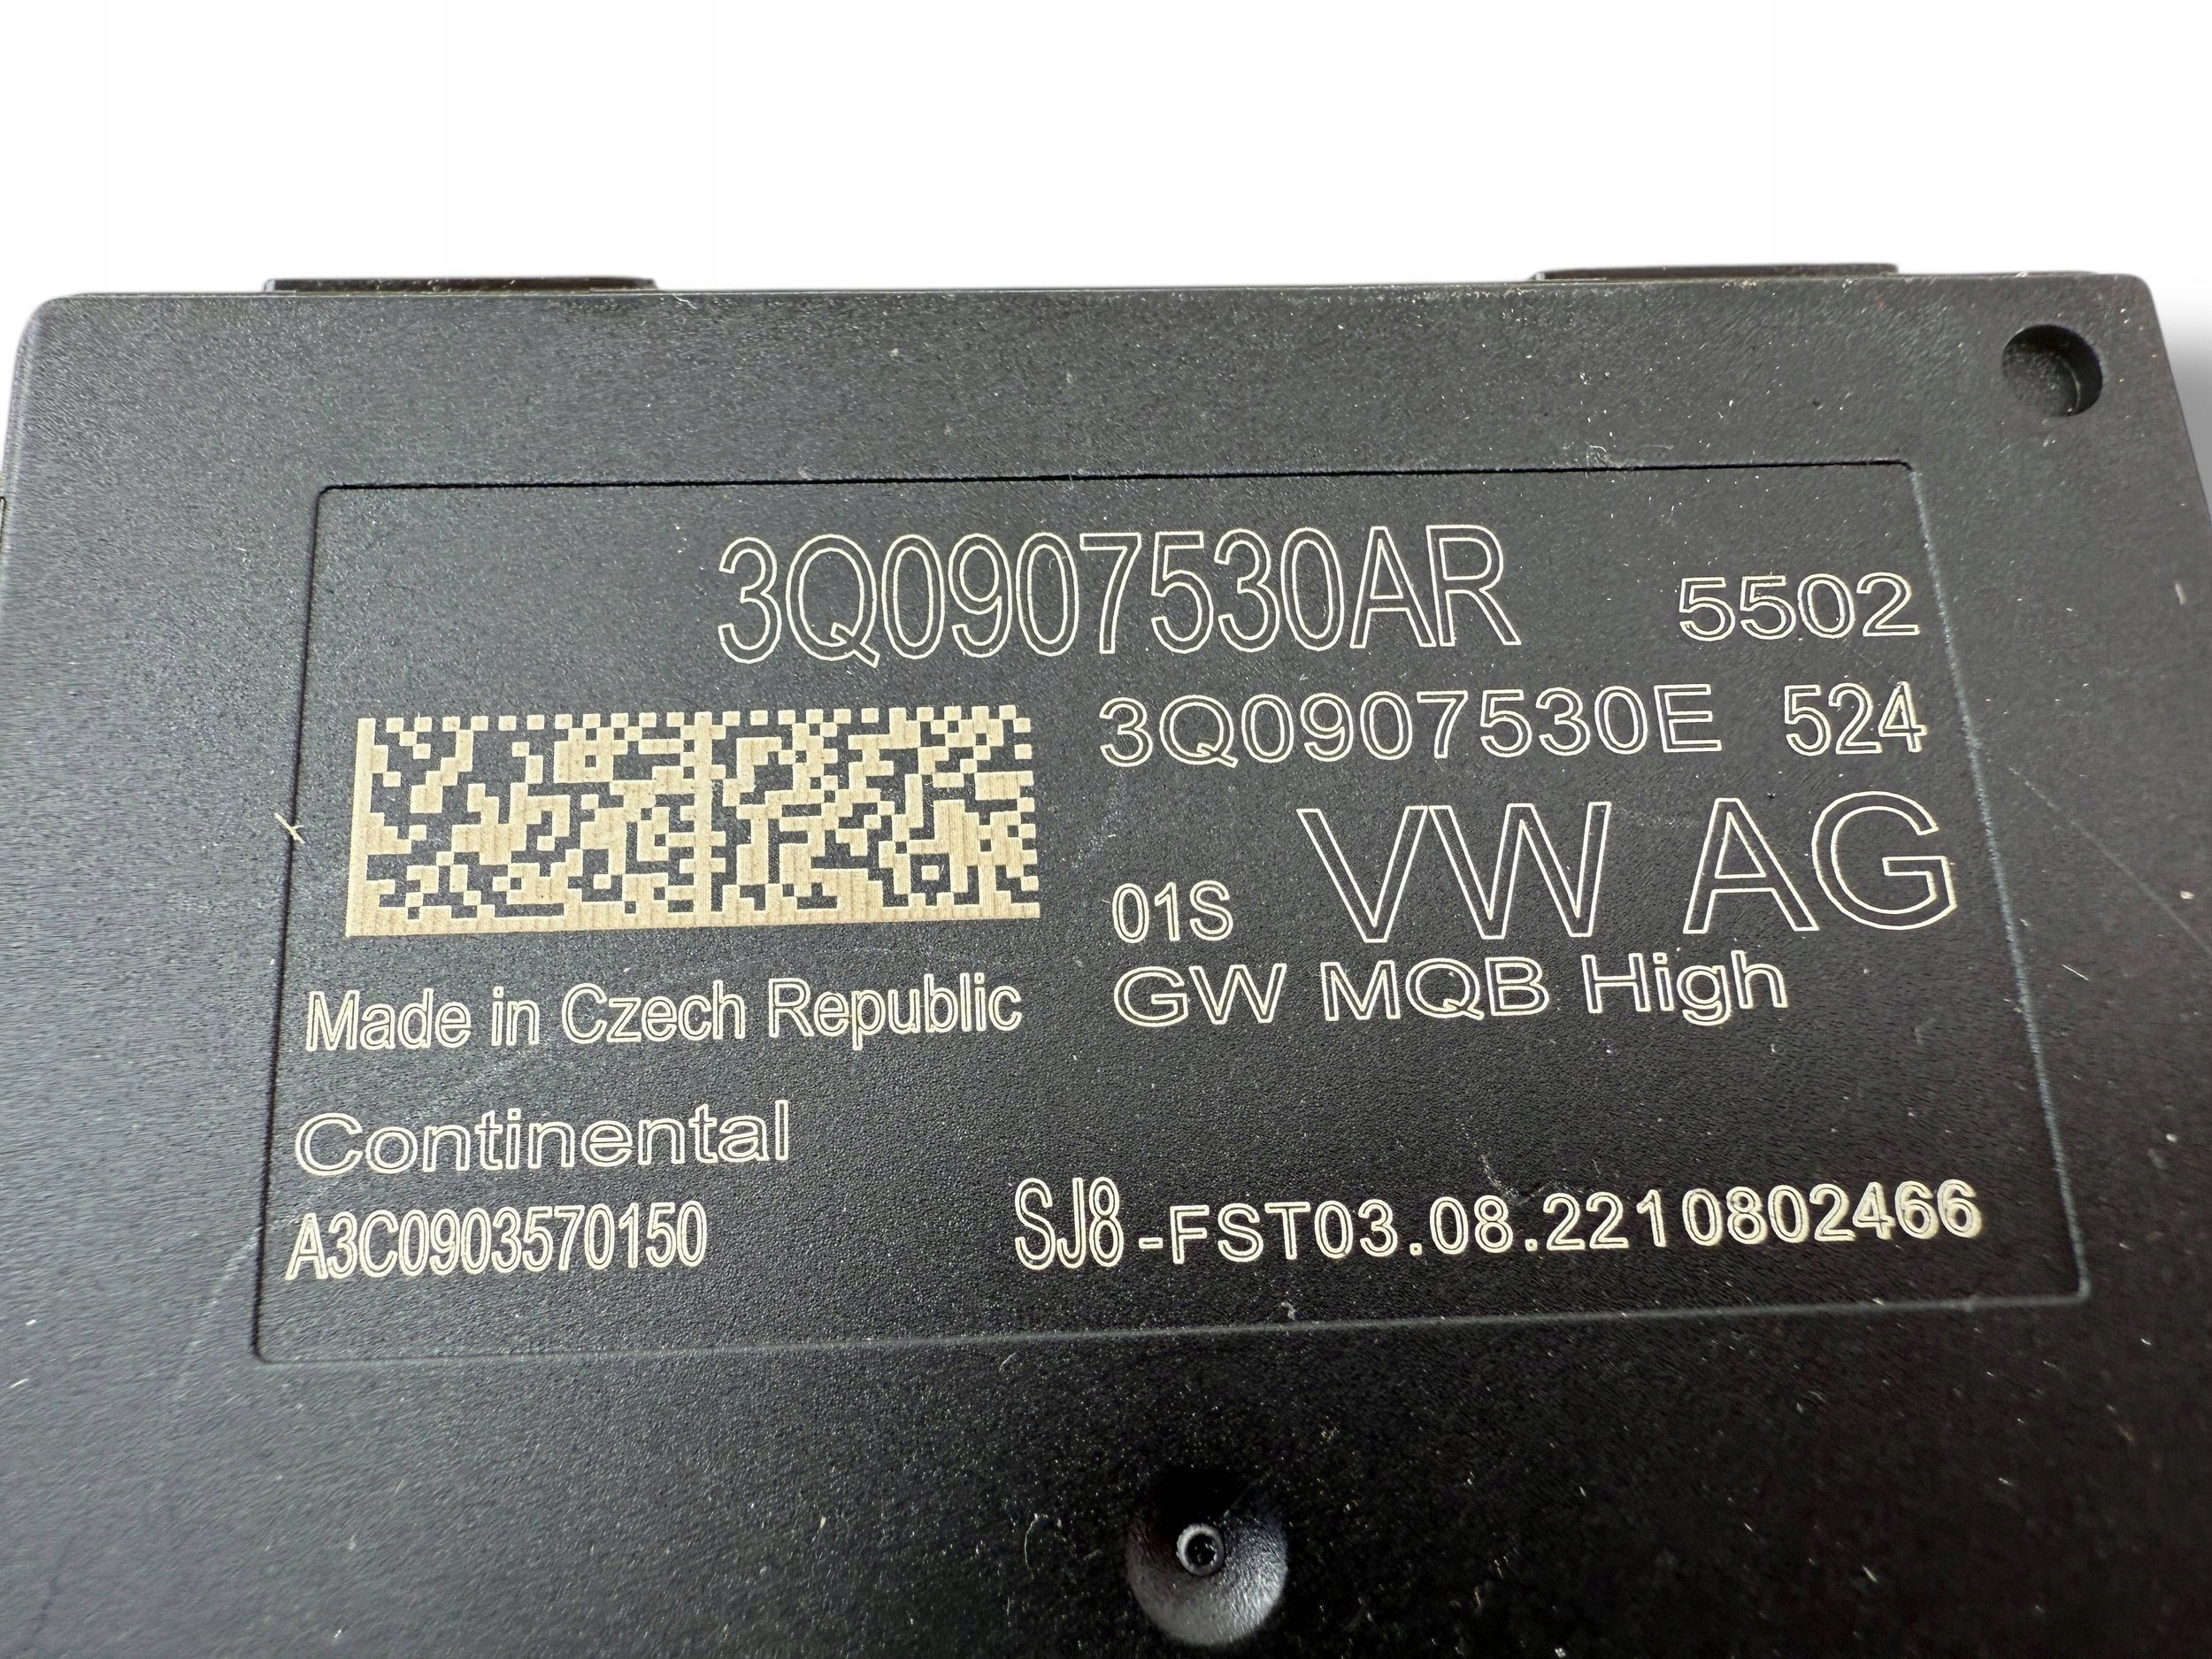 3Q0907530AR 5502
3Q0907530E 524
01S VW AG
GW MQB High
Made in Czech Republic
Continental
A3C0903570150
SJ8-FST03.08.2210802466